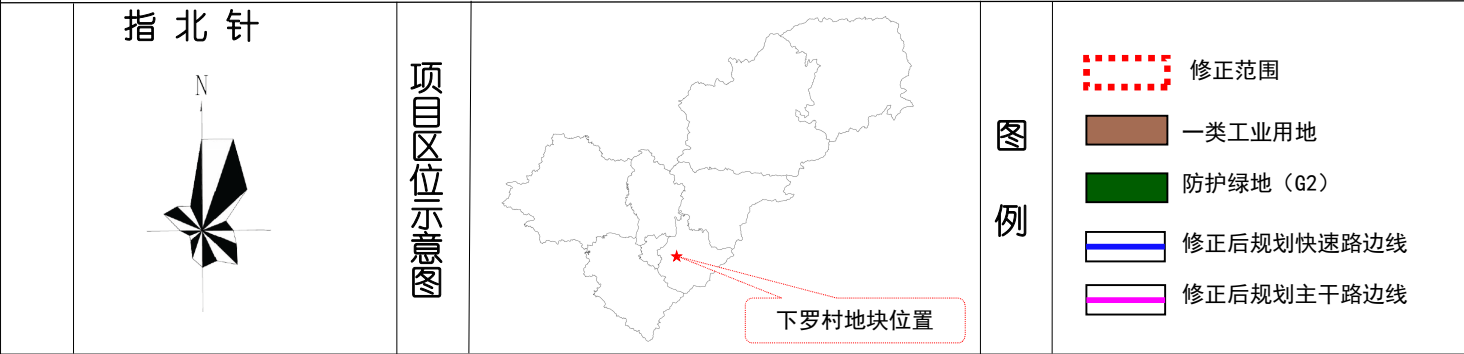 指北针
N
项目区位示意图
下罗村地块位置
图例
修正范围
一类工业用地
防护绿地（G2）
修正后规划快速路边线
修正后规划主干路边线